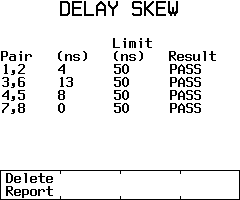 DELAY SKEW
Limit
Pair (ns) (ns) Result
1,2 4 50 PASS
3,6 13 50 PASS
4,5 8 50 PASS
7,8 0 50 PASS
Delete
Report